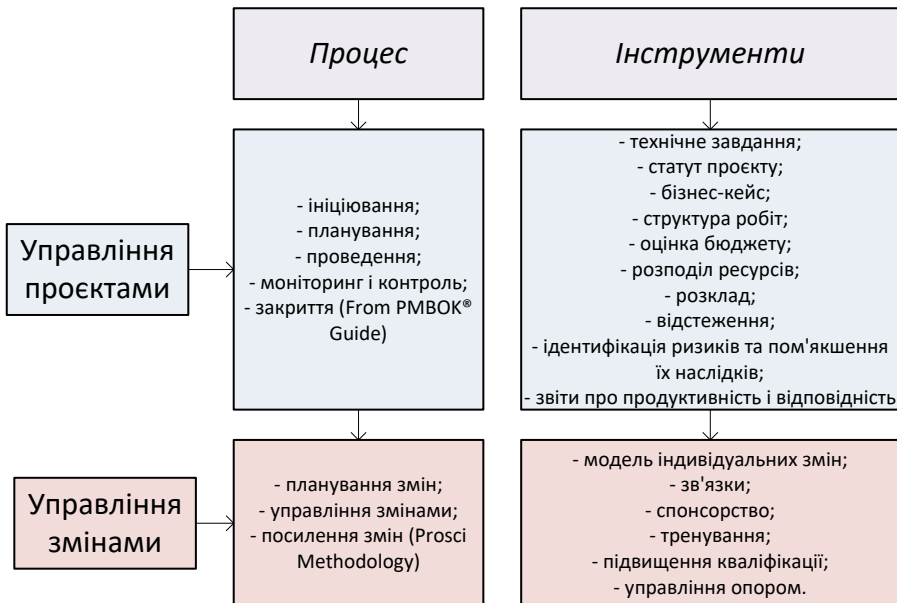 Процес
Інструменти
Управління
проєктами
- ініціювання;
- планування;
- проведення;
- моніторинг і контроль;
- закриття (From PMBOK®
Guide)
- технічне завдання;
- статут проєкту;
- бізнес-кейс;
- структура робіт;
- оцінка бюджету;
- розподіл ресурсів;
- розклад;
- відстеження;
- ідентифікація ризиків та пом'якшення
їх наслідків;
- звіти про продуктивність і відповідність
Управління
змінами
- планування змін;
- управління змінами;
- посилення змін (Prosci
Methodology)
- модель індивідуальних змін;
- зв'язки;
- спонсорство;
- тренування;
- підвищення кваліфікації;
- управління опором.